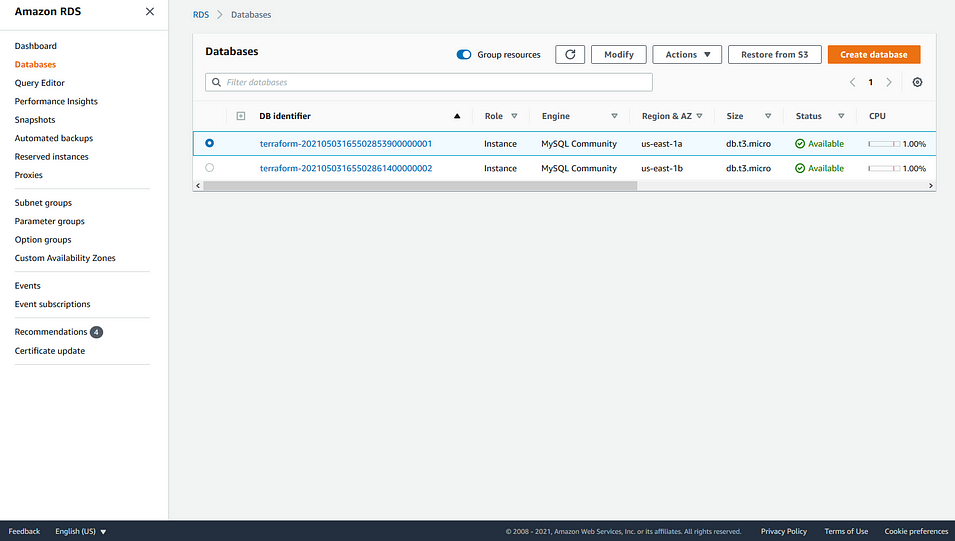 Amazon RDS
Dashboard
Databases
Query Editor
Performance Insights
Snapshots
Automated backups
Reserved instances
Proxies
Subnet groups
Parameter groups
Option groups
Custom Availability Zones
Events
Event subscriptions
Recommendations 4
Certificate update
RDS > Databases
Databases
Group resources
Modify
Actions
Restore from S3
Create database
Filter databases
1
DB identifier Role Engine Region & AZ Size Status CPU
terraform-20210503165502853900000001 Instance MySQL Community us-east-1a db.t3.micro Available 1.00%
terraform-20210503165502861400000002 Instance MySQL Community us-east-1b db.t3.micro Available 1.00%
Feedback English (US) © 2008 - 2021, Amazon Web Services, Inc. or its affiliates. All rights reserved. Privacy Policy Terms of Use Cookie preferences